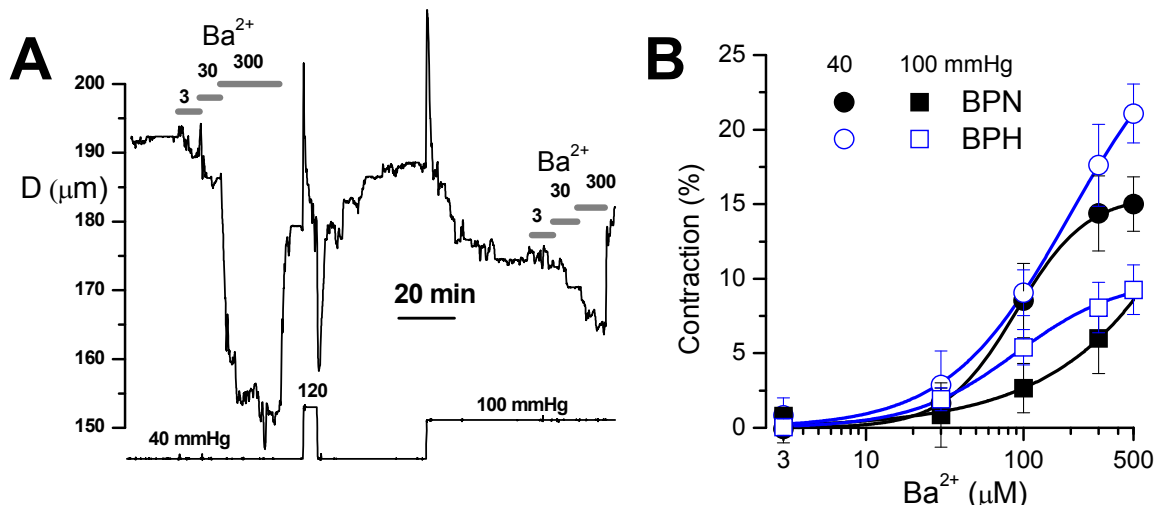 A
Ba²⁺
300
30
3
200
190
D (μm)
180
170
160
150
Ba²⁺
300
30
3
20 min
120
40 mmHg
100 mmHg
B
25
20
15
10
5
0
Contraction (%)
40 100 mmHg
BPN
BPH
3 10 100 500
Ba²⁺ (μM)